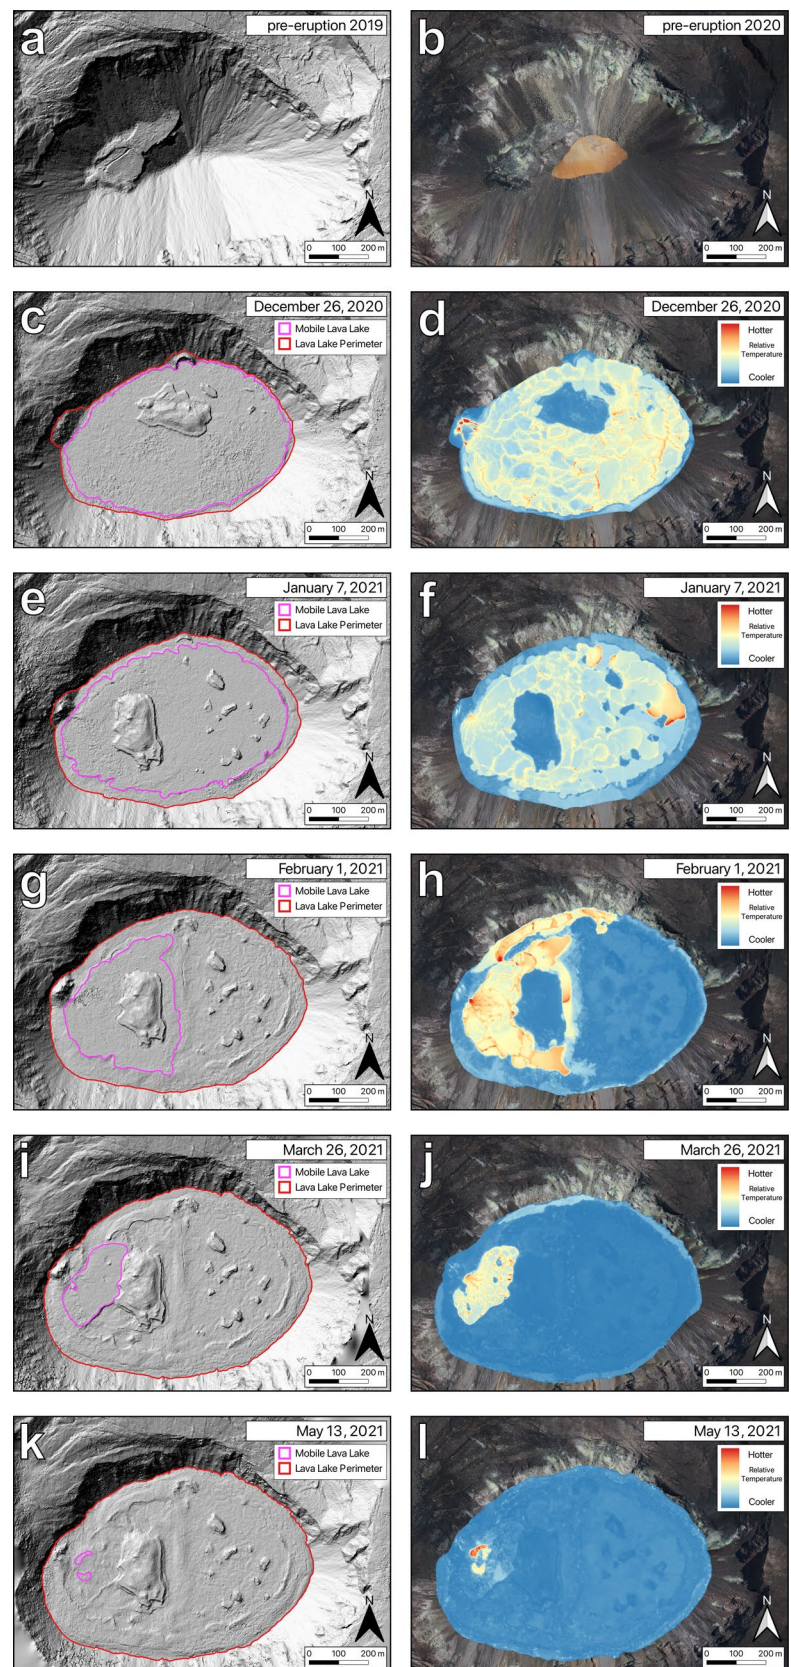 a
pre-eruption 2019
N
0 100 200 m
b
pre-eruption 2020
N
0 100 200 m
c
December 26, 2020
Mobile Lava Lake
Lava Lake Perimeter
N
0 100 200 m
d
December 26, 2020
Hotter
Relative
Temperature
Cooler
N
0 100 200 m
e
January 7, 2021
Mobile Lava Lake
Lava Lake Perimeter
N
0 100 200 m
f
January 7, 2021
Hotter
Relative
Temperature
Cooler
N
0 100 200 m
g
February 1, 2021
Mobile Lava Lake
Lava Lake Perimeter
N
0 100 200 m
h
February 1, 2021
Hotter
Relative
Temperature
Cooler
N
0 100 200 m
i
March 26, 2021
Mobile Lava Lake
Lava Lake Perimeter
N
0 100 200 m
j
March 26, 2021
Hotter
Relative
Temperature
Cooler
N
0 100 200 m
k
May 13, 2021
Mobile Lava Lake
Lava Lake Perimeter
N
0 100 200 m
l
May 13, 2021
Hotter
Relative
Temperature
Cooler
N
0 100 200 m